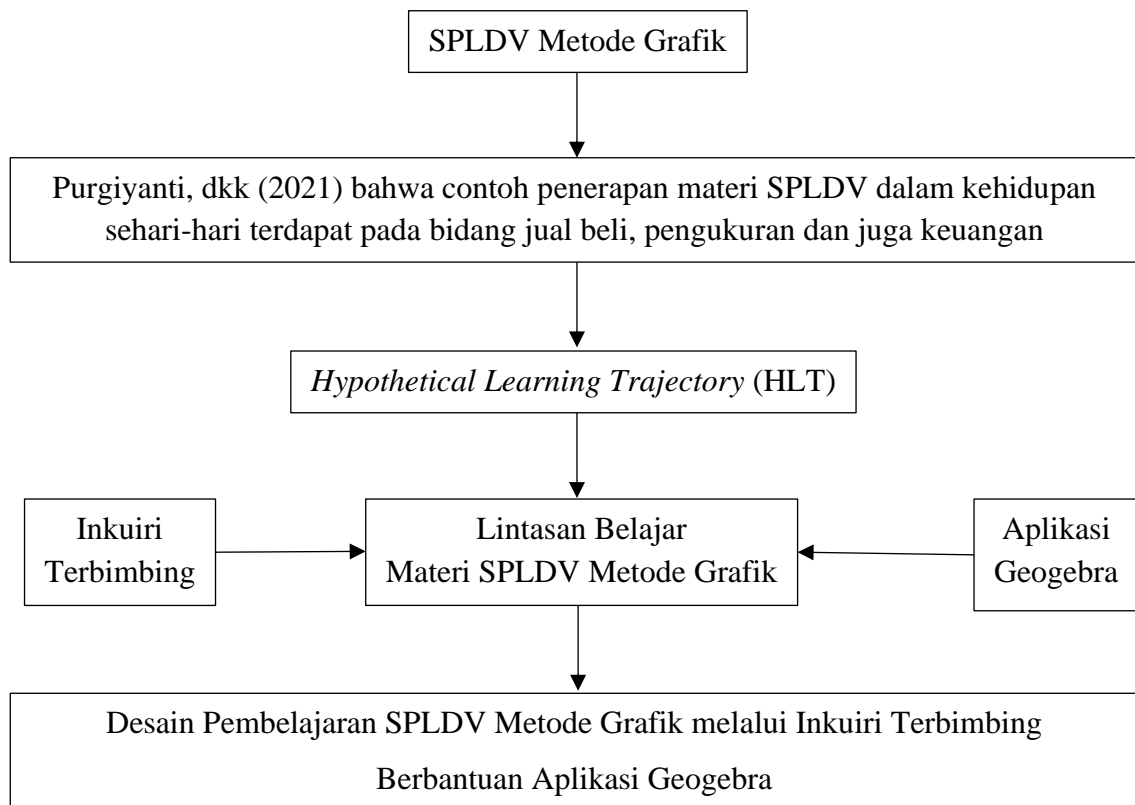 SPLDV Metode Grafik
Purgiyanti, dkk (2021) bahwa contoh penerapan materi SPLDV dalam kehidupan
sehari-hari terdapat pada bidang jual beli, pengukuran dan juga keuangan
Hypothetical Learning Trajectory (HLT)
Inkuiri
Terbimbing
Lintasan Belajar
Materi SPLDV Metode Grafik
Aplikasi
Geogebra
Desain Pembelajaran SPLDV Metode Grafik melalui Inkuiri Terbimbing
Berbantuan Aplikasi Geogebra